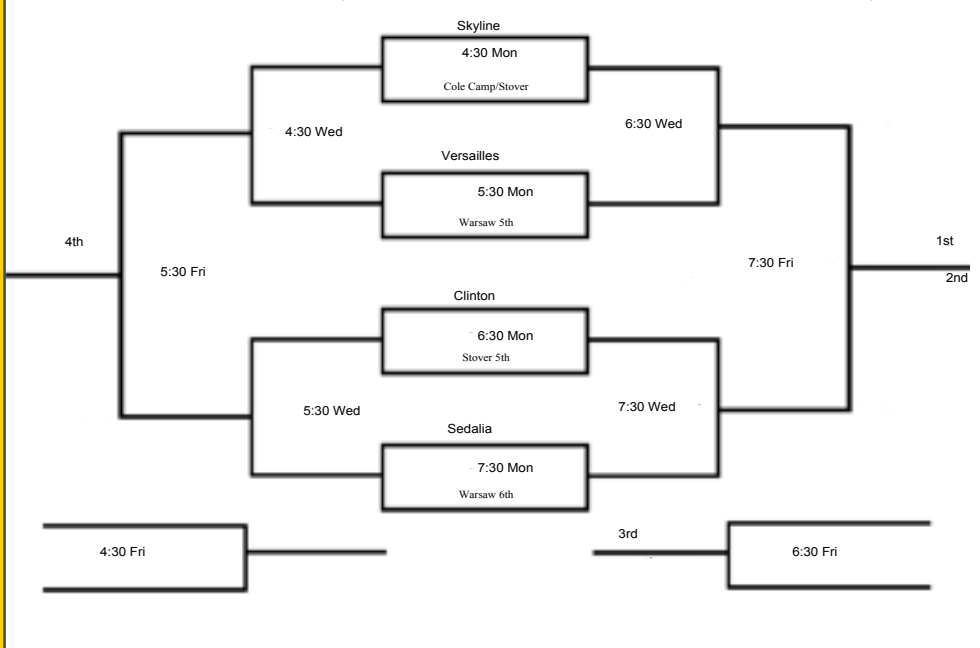 Skyline
4:30 Mon
Cole Camp/Stover
4:30 Wed
6:30 Wed
Versailles
5:30 Mon
Warsaw 5th
4th
1st
5:30 Fri
7:30 Fri
2nd
Clinton
6:30 Mon
Stover 5th
5:30 Wed
7:30 Wed
Sedalia
7:30 Mon
Warsaw 6th
4:30 Fri
3rd
6:30 Fri